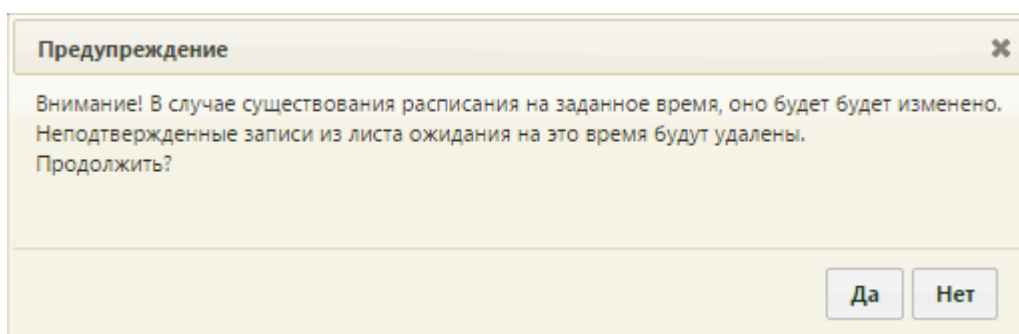 Предупреждение
Внимание! В случае существования расписания на заданное время, оно будет будет изменено.
Неподтвержденные записи из листа ожидания на это время будут удалены.
Продолжить?
Да Нет